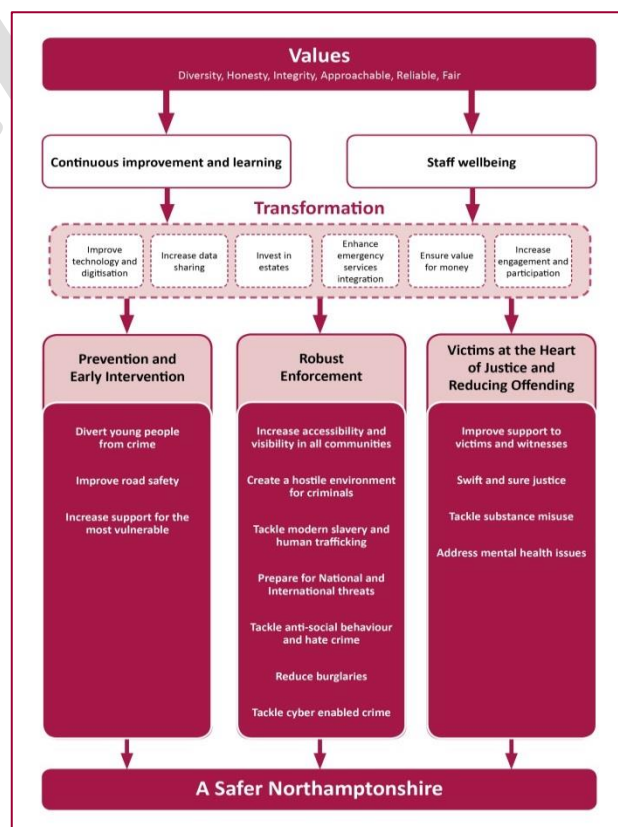 Values
Diversity, Honesty, Integrity, Approachable, Reliable, Fair
Continuous improvement and learning
Staff wellbeing
Transformation
Improve
technology and
digitisation
Increase data
sharing
Invest in
estates
Enhance
emergency
services
integration
Ensure value
for money
Increase
engagement and
participation
Prevention and
Early Intervention
Divert young people
from crime
Improve road safety
Increase support for the
most vulnerable
Robust
Enforcement
Increase accessibility and
visibility in all communities
Create a hostile environment
for criminals
Tackle modern slavery and
human trafficking
Prepare for National and
International threats
Tackle anti-social behaviour
and hate crime
Reduce burglaries
Tackle cyber enabled crime
Victims at the Heart
of Justice and
Reducing Offending
Improve support to
victims and witnesses
Swift and sure justice
Tackle substance misuse
Address mental health issues
A Safer Northamptonshire